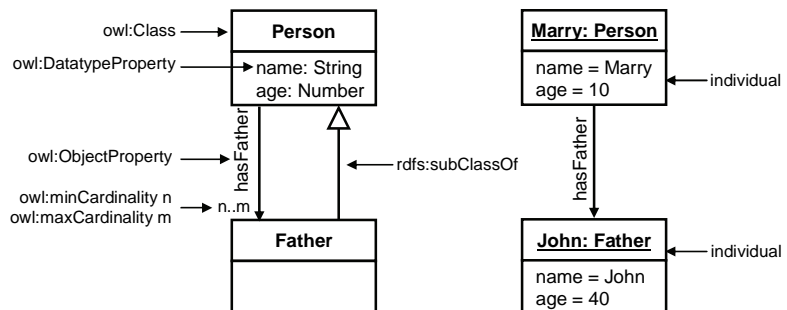 owl:Class
Person
Marry: Person
owl:DatatypeProperty
name: String
age: Number
name = Marry
age = 10
individual
owl:ObjectProperty
hasFather
rdfs:subClassOf
hasFather
owl:minCardinality n
owl:maxCardinality m
n..m
Father
John: Father
individual
name = John
age = 40